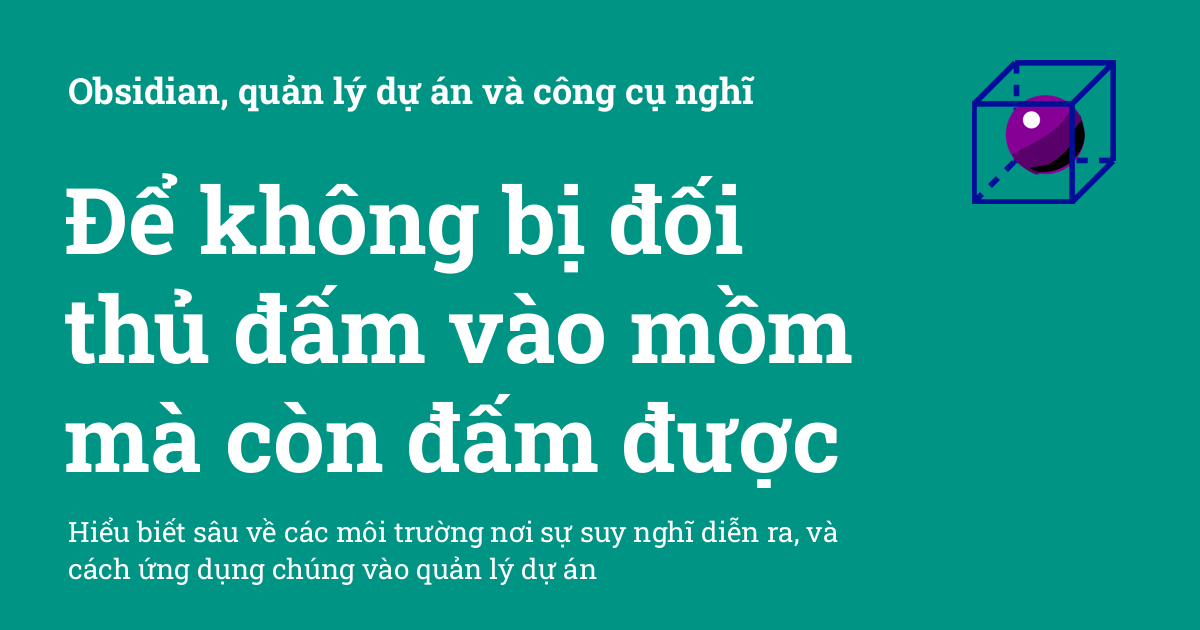 Obsidian, quản lý dự án và công cụ nghĩ
Để không bị đối
thủ đấm vào mồm
mà còn đấm được
Hiểu biết sâu về các môi trường nơi sự suy nghĩ diễn ra, và
cách ứng dụng chúng vào quản lý dự án